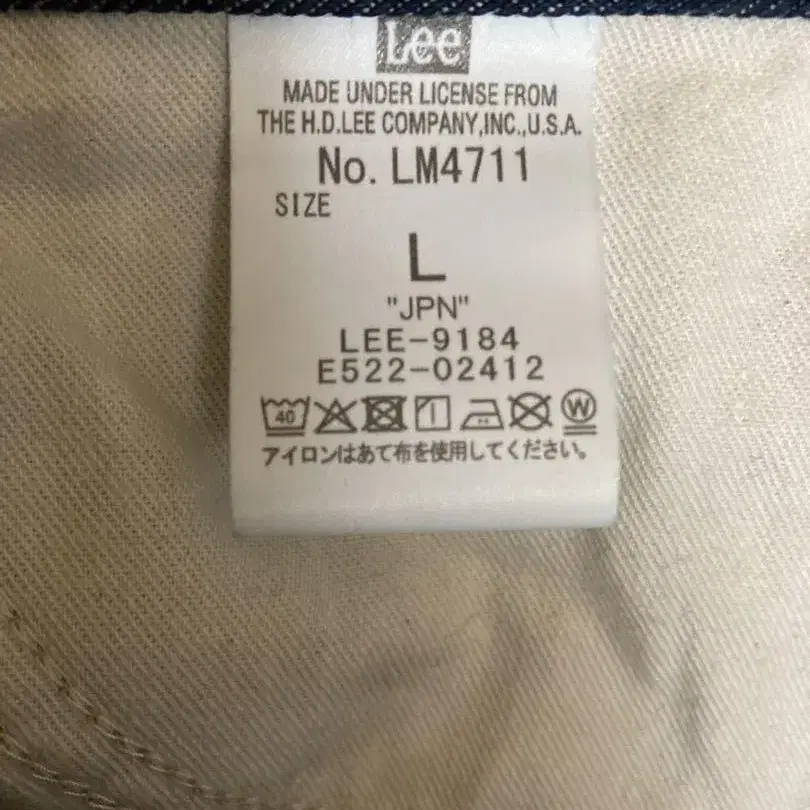 Lee
MADE UNDER LICENSE FROM
THE H.D.LEE COMPANY,INC.,U.S.A.
No. LM4711
SIZE
L
"JPN"
LEE-9184
E522-02412
40 W
アイロンはあて布を使用してください。